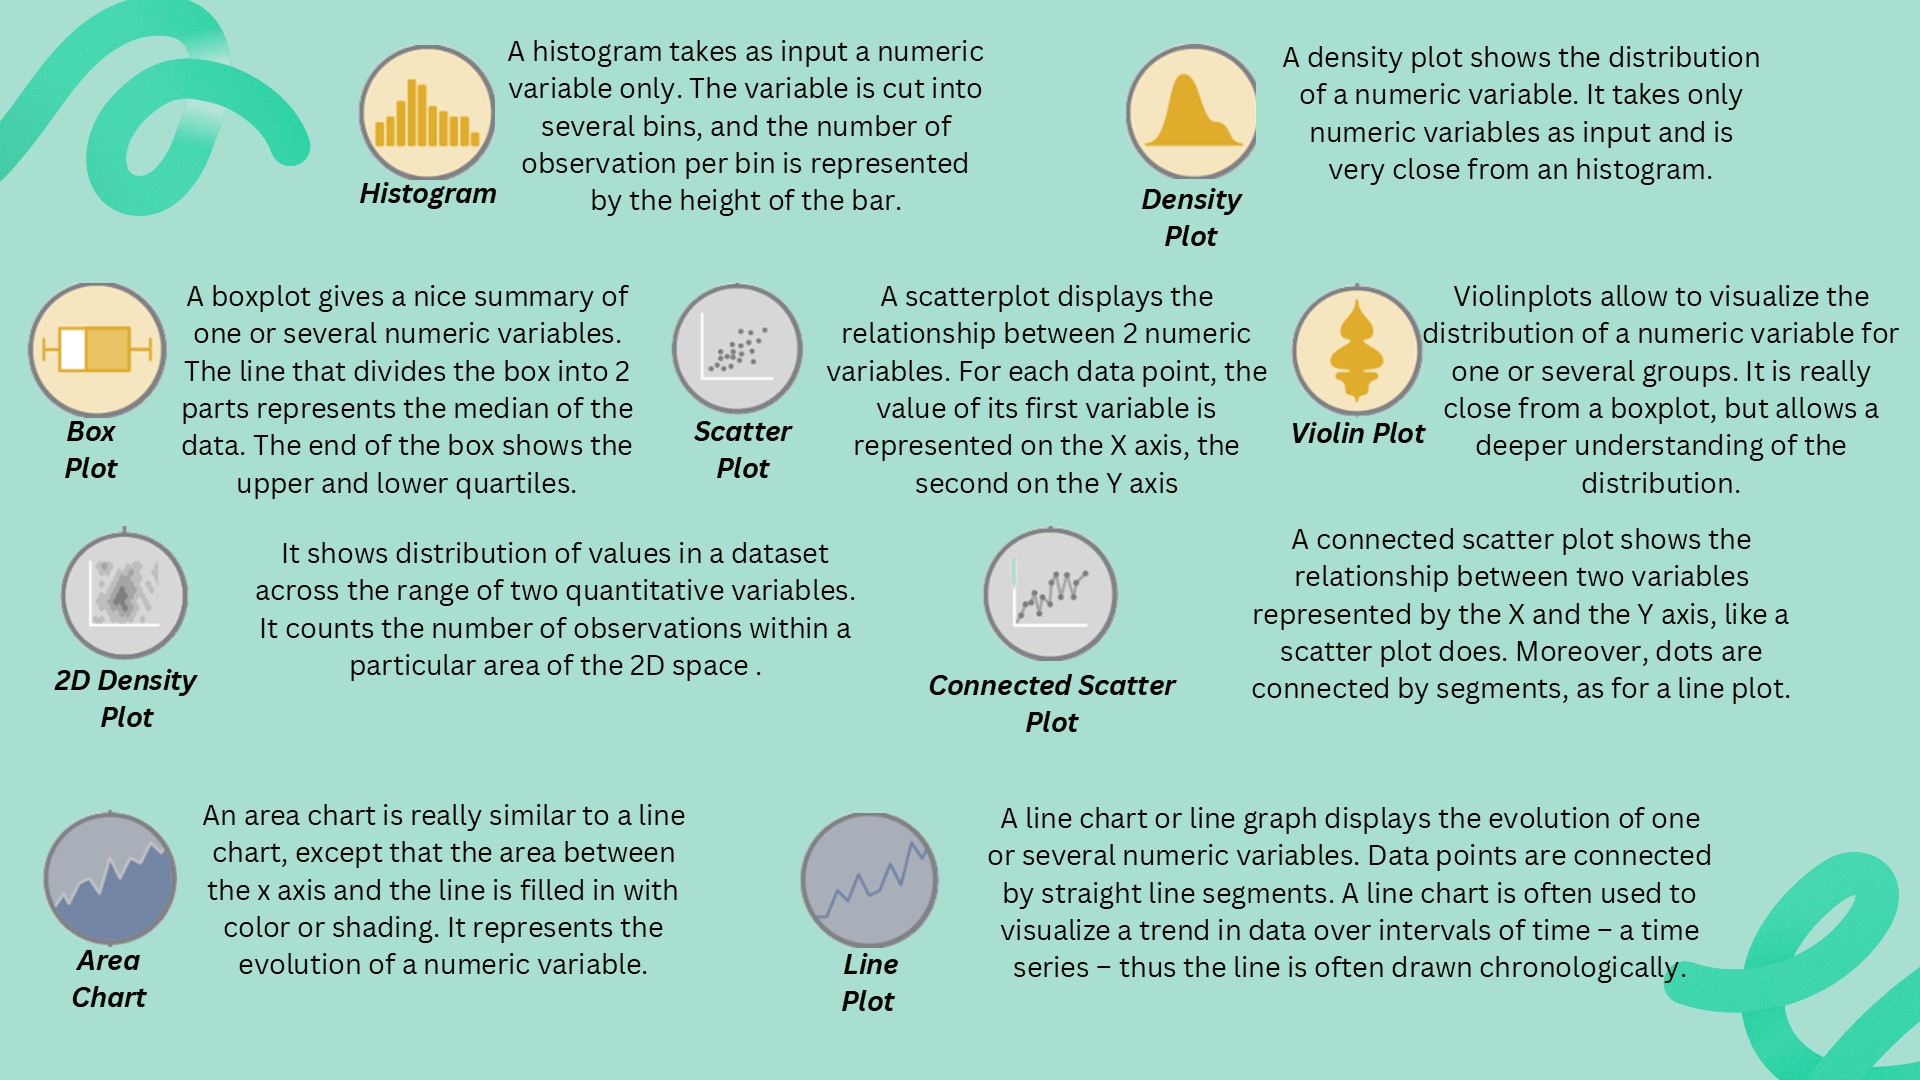 A histogram takes as input a numeric
variable only. The variable is cut into
several bins, and the number of
observation per bin is represented
by the height of the bar.
Histogram
A density plot shows the distribution
of a numeric variable. It takes only
numeric variables as input and is
very close from an histogram.
Density
Plot
A boxplot gives a nice summary of
one or several numeric variables.
The line that divides the box into 2
parts represents the median of the
data. The end of the box shows the
upper and lower quartiles.
Box
Plot
A scatterplot displays the
relationship between 2 numeric
variables. For each data point, the
value of its first variable is
represented on the X axis, the
second on the Y axis
Scatter
Plot
Violinplots allow to visualize the
distribution of a numeric variable for
one or several groups. It is really
close from a boxplot, but allows a
deeper understanding of the
distribution.
Violin Plot
It shows distribution of values in a dataset
across the range of two quantitative variables.
It counts the number of observations within a
particular area of the 2D space .
2D Density
Plot
A connected scatter plot shows the
relationship between two variables
represented by the X and the Y axis, like a
scatter plot does. Moreover, dots are
connected by segments, as for a line plot.
Connected Scatter
Plot
An area chart is really similar to a line
chart, except that the area between
the x axis and the line is filled in with
color or shading. It represents the
evolution of a numeric variable.
Area
Chart
A line chart or line graph displays the evolution of one
or several numeric variables. Data points are connected
by straight line segments. A line chart is often used to
visualize a trend in data over intervals of time – a time
series – thus the line is often drawn chronologically.
Line
Plot